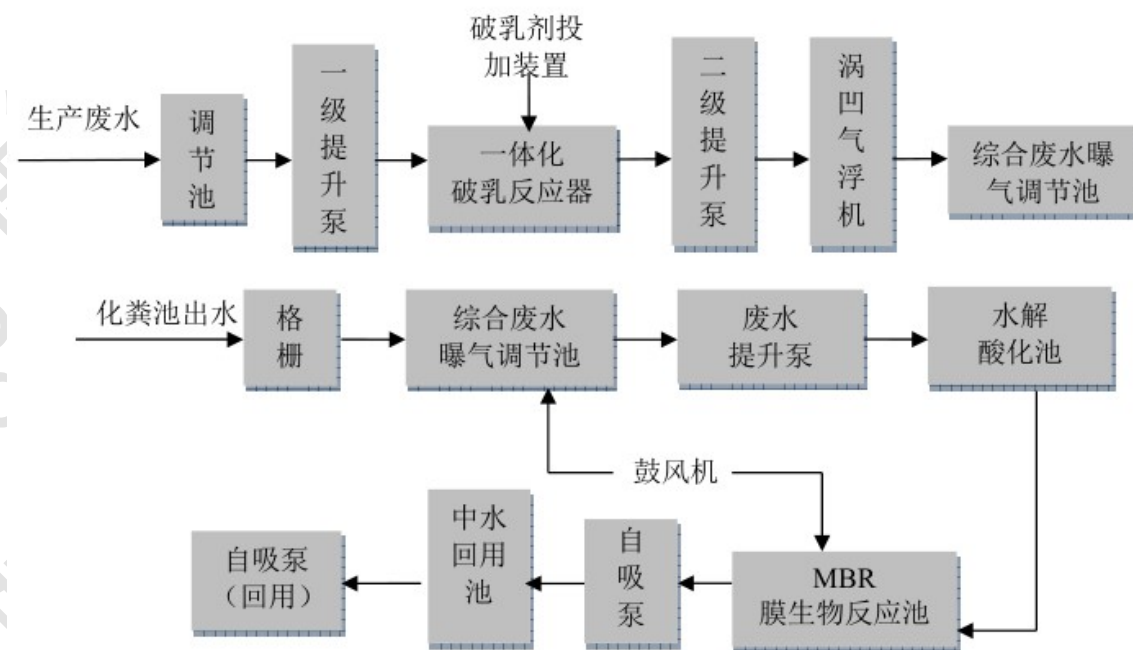 破乳剂投
加装置
生产废水
调
节
池
一
级
提
升
泵
一体化
破乳反应器
二
级
提
升
泵
涡
凹
气
浮
机
综合废水曝
气调节池
化粪池出水
格
栅
综合废水
曝气调节池
废水
提升泵
水解
酸化池
鼓风机
自吸泵
（回用）
中水
回用
池
自
吸
泵
MBR
膜生物反应池